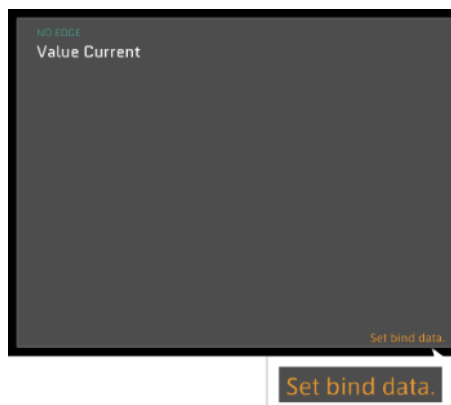 NO EDGE
Value Current
Set bind data.
Set bind data.